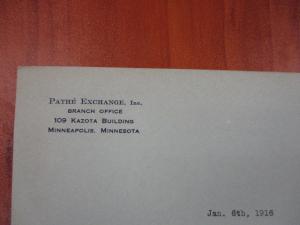 PATHÉ EXCHANGE, INC.
BRANCH OFFICE
109 KAZOTA BUILDING
MINNEAPOLIS, MINNESOTA
Jan. 6th, 1916